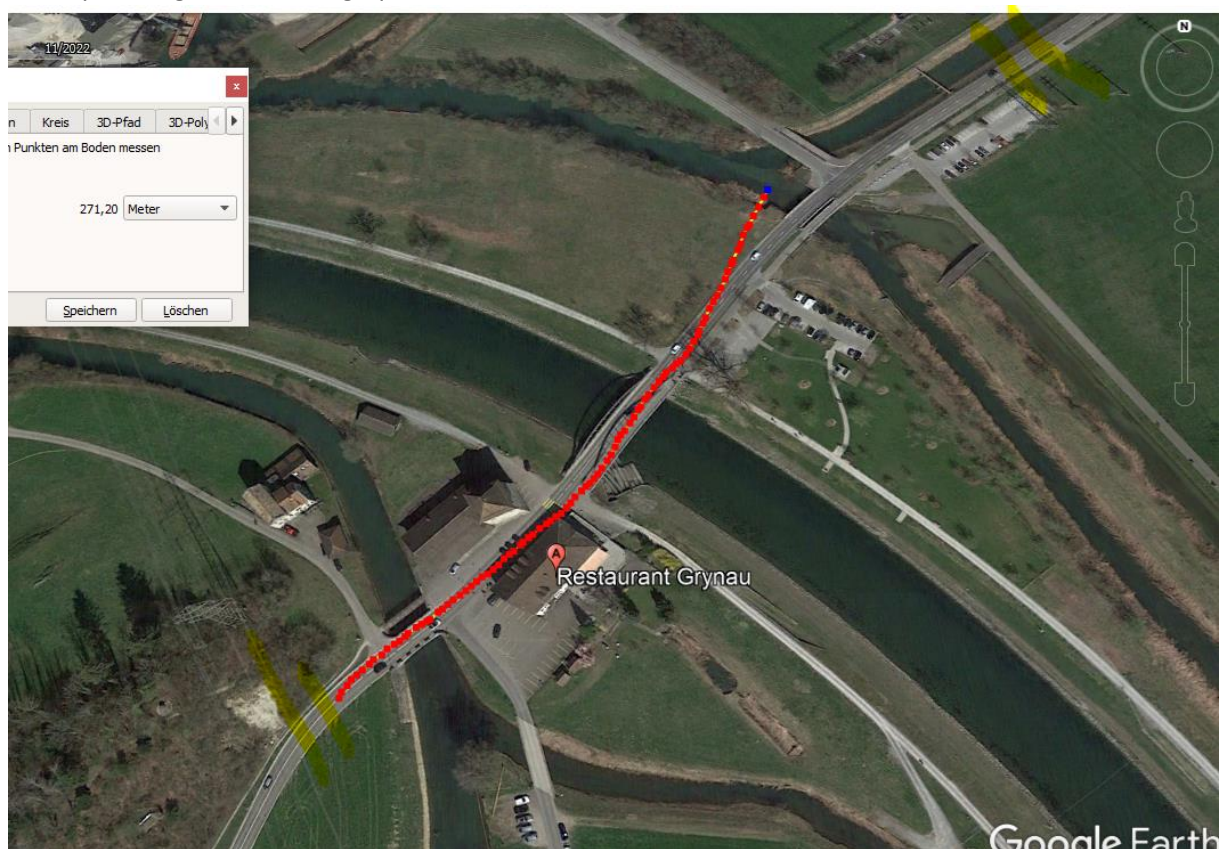 11/2022
x
n
Kreis
3D-Pfad
3D-Poly
n Punkten am Boden messen
271,20
Meter
Speichern
Löschen
N
A
Restaurant Grynau
Google Earth